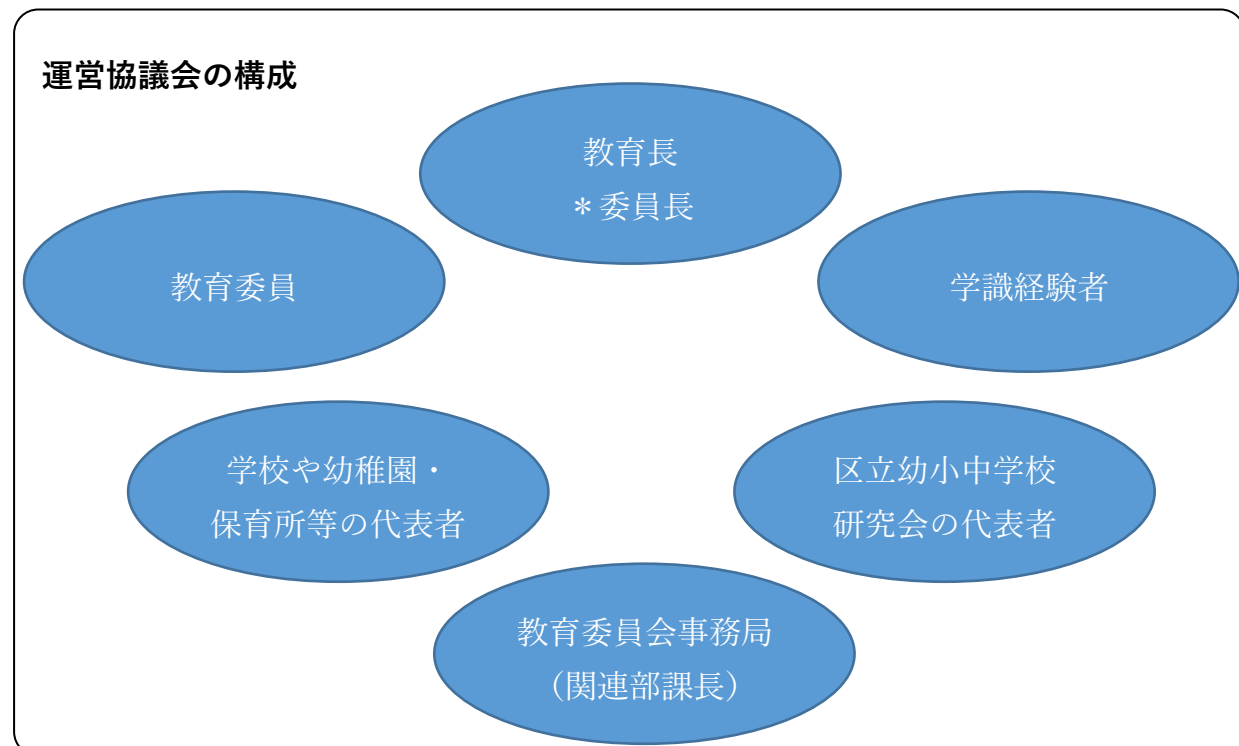 運営協議会の構成
教育長
＊委員長
教育委員
学識経験者
学校や幼稚園・
保育所等の代表者
区立幼小中学校
研究会の代表者
教育委員会事務局
（関連部課長）